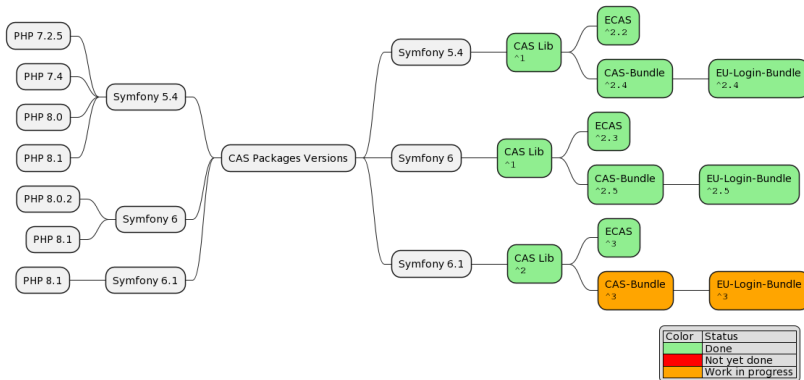 PHP 7.2.5
PHP 7.4
PHP 8.0
PHP 8.1
Symfony 5.4
PHP 8.0.2
PHP 8.1
Symfony 6
PHP 8.1
Symfony 6.1
CAS Packages Versions
Symfony 5.4
CAS Lib
^1
ECAS
^2.2
CAS-Bundle
^2.4
EU-Login-Bundle
^2.4
Symfony 6
CAS Lib
^1
ECAS
^2.3
CAS-Bundle
^2.5
EU-Login-Bundle
^2.5
Symfony 6.1
CAS Lib
^2
ECAS
^3
CAS-Bundle
^3
EU-Login-Bundle
^3
Color Status
Done
Not yet done
Work in progress